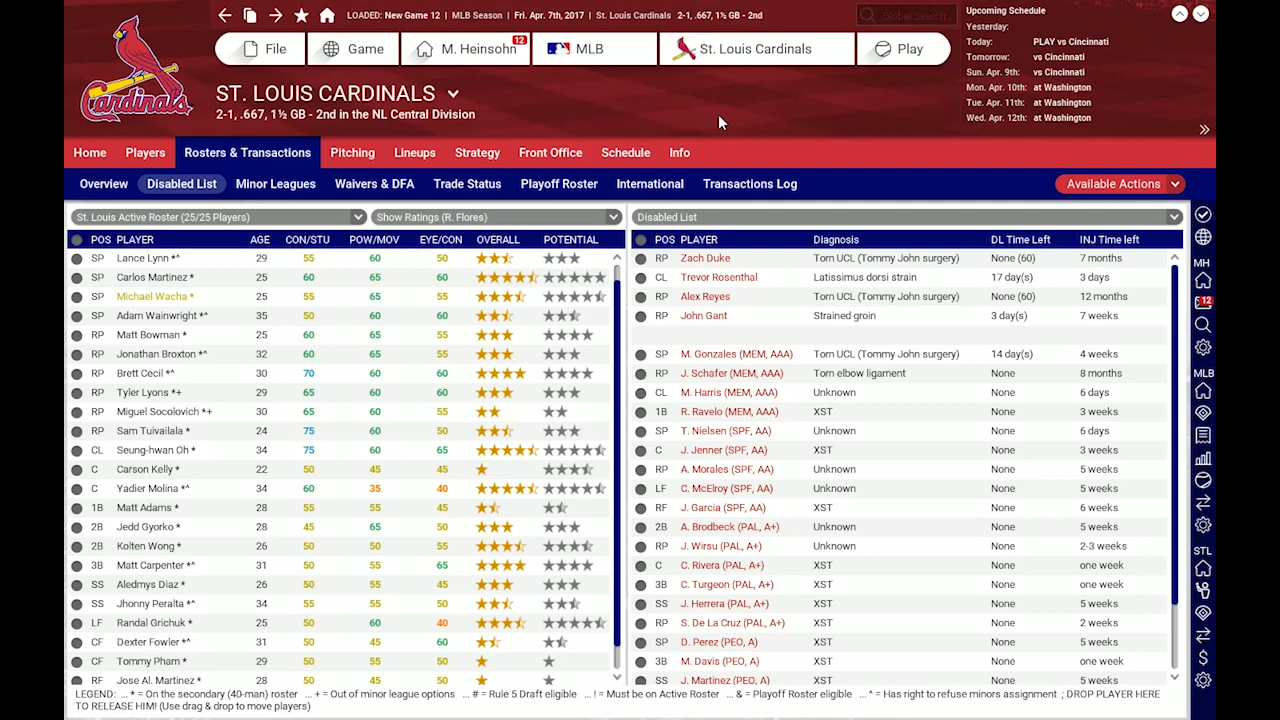 LOADED: New Game 12 | MLB Season | Fri. Apr. 7th, 2017 | St. Louis Cardinals 2-1, .667, 1½ GB - 2nd
Global Search...
Upcoming Schedule
Yesterday:
Today: PLAY vs Cincinnati
Tomorrow: vs Cincinnati
Sun. Apr. 9th: vs Cincinnati
Mon. Apr. 10th: at Washington
Tue. Apr. 11th: at Washington
Wed. Apr. 12th: at Washington
Cardinals
File Game M. Heinsohn 12 MLB St. Louis Cardinals Play
ST. LOUIS CARDINALS
2-1, .667, 1½ GB - 2nd in the NL Central Division
Home Players Rosters & Transactions Pitching Lineups Strategy Front Office Schedule Info
Overview Disabled List Minor Leagues Waivers & DFA Trade Status Playoff Roster International Transactions Log Available Actions
St. Louis Active Roster (25/25 Players) Show Ratings (R. Flores)
POS PLAYER AGE CON/STU POW/MOV EYE/CON OVERALL POTENTIAL
SP Lance Lynn *^ 29 55 60 50
SP Carlos Martinez * 25 60 65 60
SP Michael Wacha * 25 55 65 55
SP Adam Wainwright *^ 35 50 60 60
RP Matt Bowman * 25 60 65 55
RP Jonathan Broxton *^ 32 60 65 55
RP Brett Cecil *^ 30 70 60 60
RP Tyler Lyons *+ 29 65 60 60
RP Miguel Socolovich *+ 30 65 60 55
RP Sam Tuivailala * 24 75 60 50
CL Seung-hwan Oh * 34 75 60 65
C Carson Kelly * 22 50 45 45
C Yadier Molina *^ 34 60 35 40
1B Matt Adams * 28 55 55 45
2B Jedd Gyorko * 28 45 65 50
2B Kolten Wong * 26 50 50 55
3B Matt Carpenter *^ 31 50 55 65
SS Aledmys Diaz * 26 50 55 45
SS Jhonny Peralta *^ 34 55 55 50
LF Randal Grichuk * 25 50 60 40
CF Dexter Fowler *^ 31 50 45 60
CF Tommy Pham * 29 50 55 50
RF Jose Al. Martinez * 28 50 45 50
Disabled List
POS PLAYER Diagnosis DL Time Left INJ Time left
RP Zach Duke Torn UCL (Tommy John surgery) None (60) 7 months
CL Trevor Rosenthal Latissimus dorsi strain 17 day(s) 3 days
RP Alex Reyes Torn UCL (Tommy John surgery) None (60) 12 months
RP John Gant Strained groin 3 day(s) 7 weeks
SP M. Gonzales (MEM, AAA) Torn UCL (Tommy John surgery) 14 day(s) 4 weeks
RP J. Schafer (MEM, AAA) Torn elbow ligament None 8 months
CL M. Harris (MEM, AAA) Unknown None 6 days
1B R. Ravelo (MEM, AAA) XST None 3 weeks
SP T. Nielsen (SPF, AA) Unknown None 6 days
C J. Jenner (SPF, AA) XST None 3 weeks
RP A. Morales (SPF, AA) Unknown None 5 weeks
LF C. McElroy (SPF, AA) Unknown None 5 weeks
RF J. Garcia (SPF, AA) XST None 6 weeks
2B A. Brodbeck (PAL, A+) Unknown None 5 weeks
RP J. Wirsu (PAL, A+) Unknown None 2-3 weeks
C C. Rivera (PAL, A+) XST None one week
3B C. Turgeon (PAL, A+) XST None one week
SS J. Herrera (PAL, A+) XST None 5 weeks
RP S. De La Cruz (PAL, A+) XST None 2 weeks
SP D. Perez (PEO, A) XST None 5 weeks
3B M. Davis (PEO, A) XST None one week
SS J. Martinez (PEO, A) XST None 5 weeks
MH
12
MLB
STL
LEGEND: ... * = On the secondary (40-man) roster ... + = Out of minor league options ... # = Rule 5 Draft eligible ... ! = Must be on Active Roster ... & = Playoff Roster eligible ... ^ = Has right to refuse minors assignment ; DROP PLAYER HERE
TO RELEASE HIM! (Use drag & drop to move players)